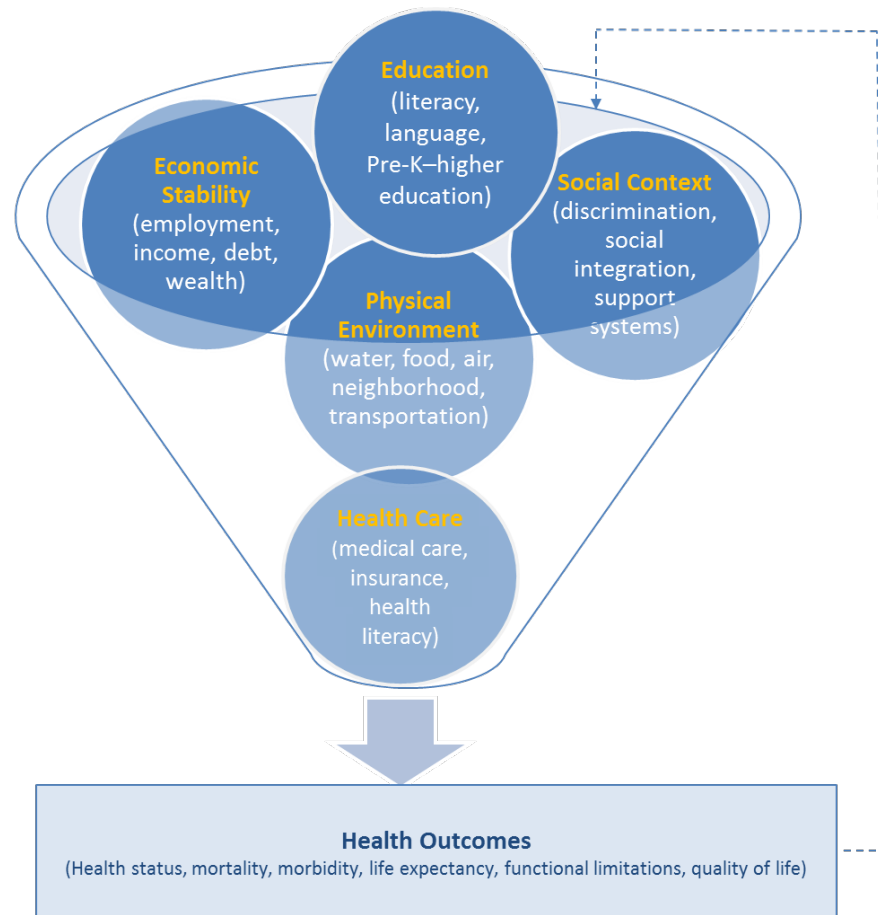 Education
(literacy,
language,
Pre-K–higher
education)
Economic
Stability
(employment,
income, debt,
wealth)
Social Context
(discrimination,
social
integration,
support
systems)
Physical
Environment
(water, food, air,
neighborhood,
transportation)
Health Care
(medical care,
insurance,
health
literacy)
Health Outcomes
(Health status, mortality, morbidity, life expectancy, functional limitations, quality of life)